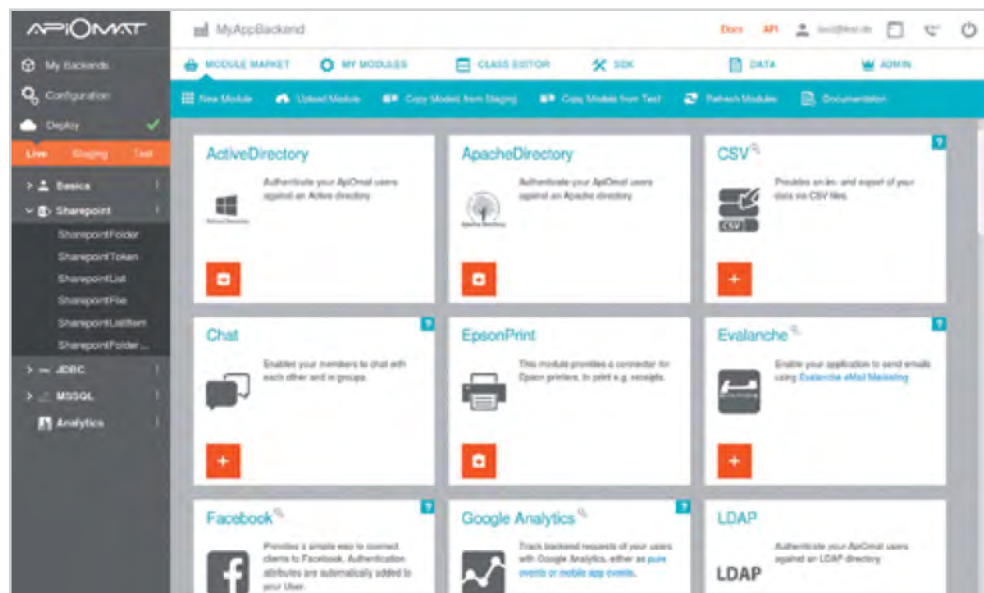 APIOMAT
MyAppBackend
Docs API
My Backends
MODULE MARKET MY MODULES CLASS EDITOR SDK DATA ADMIN
Configuration
New Module Upload Module Copy Models from Staging Copy Models from Test Refresh Modules Documentation
Deploy
Live Staging Test
Basics
Sharepoint
SharepointFolder
SharepointToken
SharepointList
SharepointFile
SharepointListItem
SharepointFolder...
JDBC
MSSQL
Analytics
ActiveDirectory
Authenticate your ApiOmat users
against an Active directory.
ApacheDirectory
Authenticate your ApiOmat users
against an Apache directory.
CSV
?
Provides an im- and export of your
data via CSV files.
CSV
Chat
?
Enables your members to chat with
each other and in groups.
EpsonPrint
This module provides a connector for
Epson printers, to print e.g. receipts.
Evalanche
?
Enable your application to send emails
using Evalanche eMail Marketing
Facebook
?
Provides a simple way to connect
clients to Facebook. Authentication
attributes are automatically added to
your User.
Google Analytics
?
Track backend requests of your users
with Google Analytics, either as pure
events or mobile app events.
LDAP
Authenticate your ApiOmat users
against an LDAP directory
LDAP